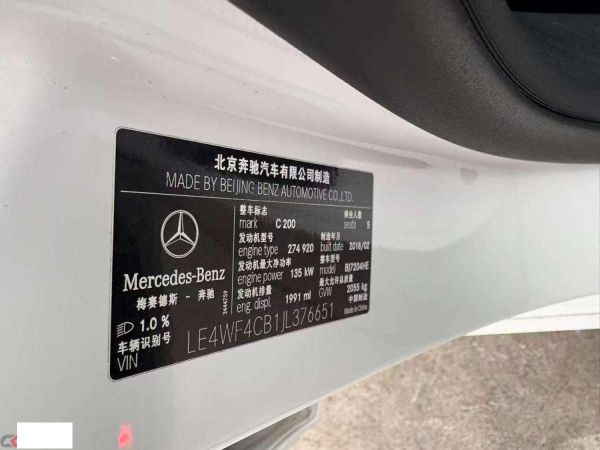 北京奔驰汽车有限公司制造
MADE BY BEIJING BENZ AUTOMOTIVE CO.,LTD.
Mercedes-Benz
梅赛德斯 - 奔驰
1.0 %
整车标志
mark C 200
乘坐人数
seats 5
发动机型号
engine type 274 920
制造年月
built date 2018/02
发动机最大净功率
engine power 135 kW
整车型号
model BJ7204HE
发动机排量
eng. displ. 1991 ml
最大允许总质量
GVW 2055 kg
中国制造
Made in China
车辆识别号
VIN LE4WF4CB1JL376651